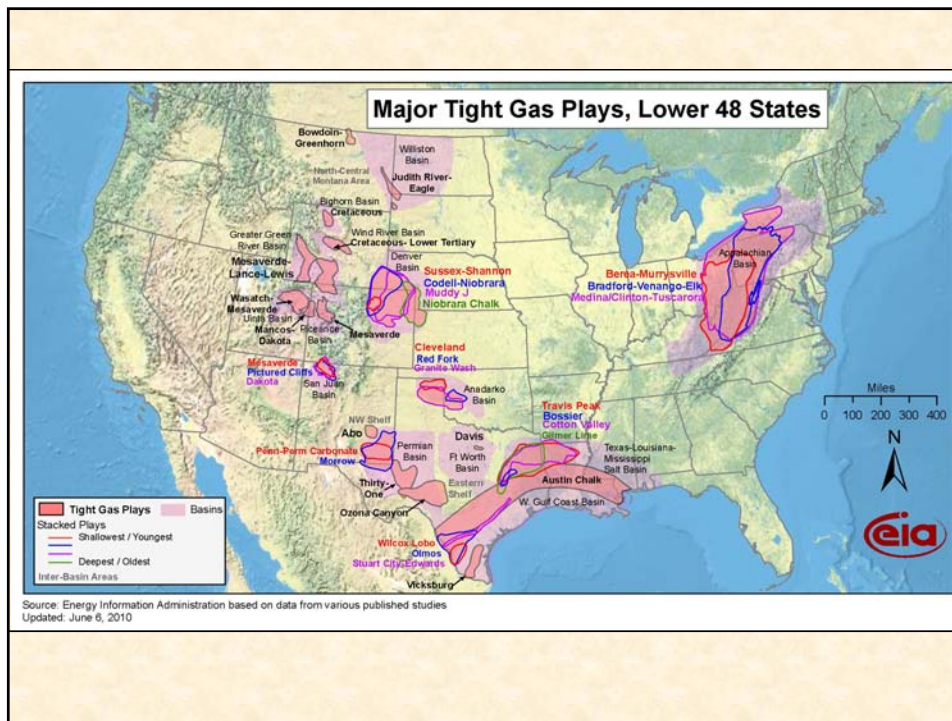 Major Tight Gas Plays, Lower 48 States
Bowdoin-
Greenhorn
Williston
Basin
North-Central
Montana Area
Judith River-
Eagle
Bighorn Basin
Cretaceous
Wind River Basin
Cretaceous- Lower Tertiary
Greater Green
River Basin
Mesaverde-
Lance-Lewis
Denver
Basin
Sussex-Shannon
Codell-Niobrara
Muddy J
Niobrara Chalk
Wasatch-
Mesaverde
Uinta Basin
Mancos-
Dakota
Piceance
Basin
Mesaverde
Appalachian
Basin
Berea-Murrysville
Bradford-Venango-Elk
Medina/Clinton-Tuscarora
Mesaverde
Pictured Cliffs
Dakota
San Juan
Basin
Cleveland
Red Fork
Granite Wash
Anadarko
Basin
NW Shelf
Abo
Penn-Perm Carbonate
Morrow
Permian
Basin
Davis
Ft Worth
Basin
Travis Peak
Bossier
Cotton Valley
Gilmer Lime
Texas-Louisiana-
Mississippi
Salt Basin
Thirty-
One
Eastern
Shelf
Ozona Canyon
Austin Chalk
W. Gulf Coast Basin
Wilcox Lobo
Olmos
Stuart City-Edwards
Vicksburg
Miles
0 100 200 300 400
N
eia
Tight Gas Plays
Basins
Stacked Plays
Shallowest / Youngest
Deepest / Oldest
Inter-Basin Areas
Source: Energy Information Administration based on data from various published studies
Updated: June 6, 2010